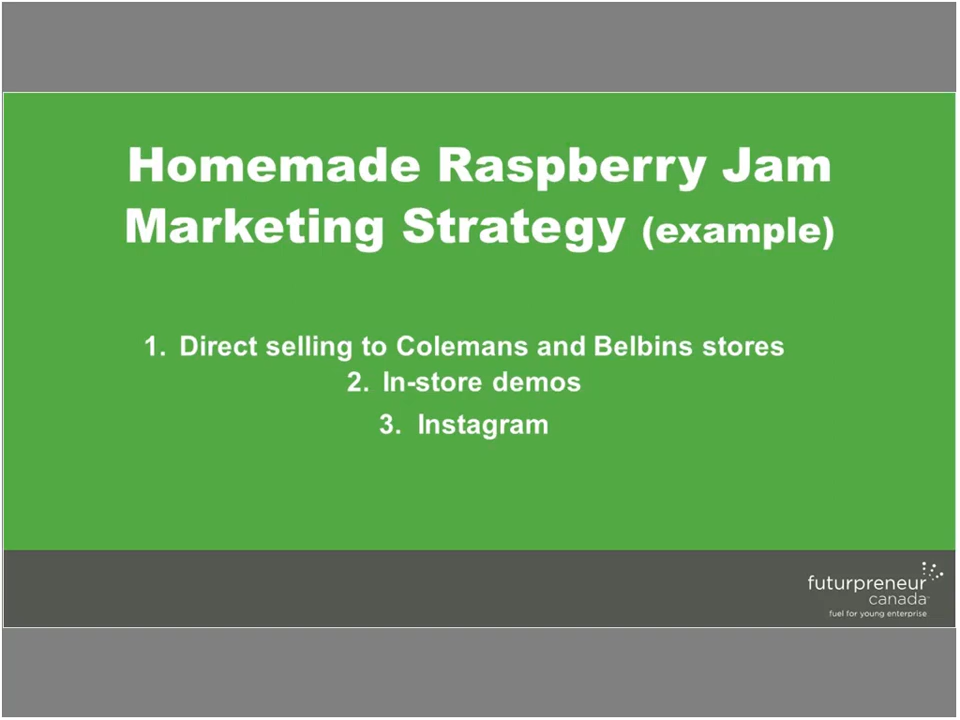 Homemade Raspberry Jam
Marketing Strategy (example)
1. Direct selling to Colemans and Belbins stores
2. In-store demos
3. Instagram
futurpreneur
canada™
fuel for young enterprise